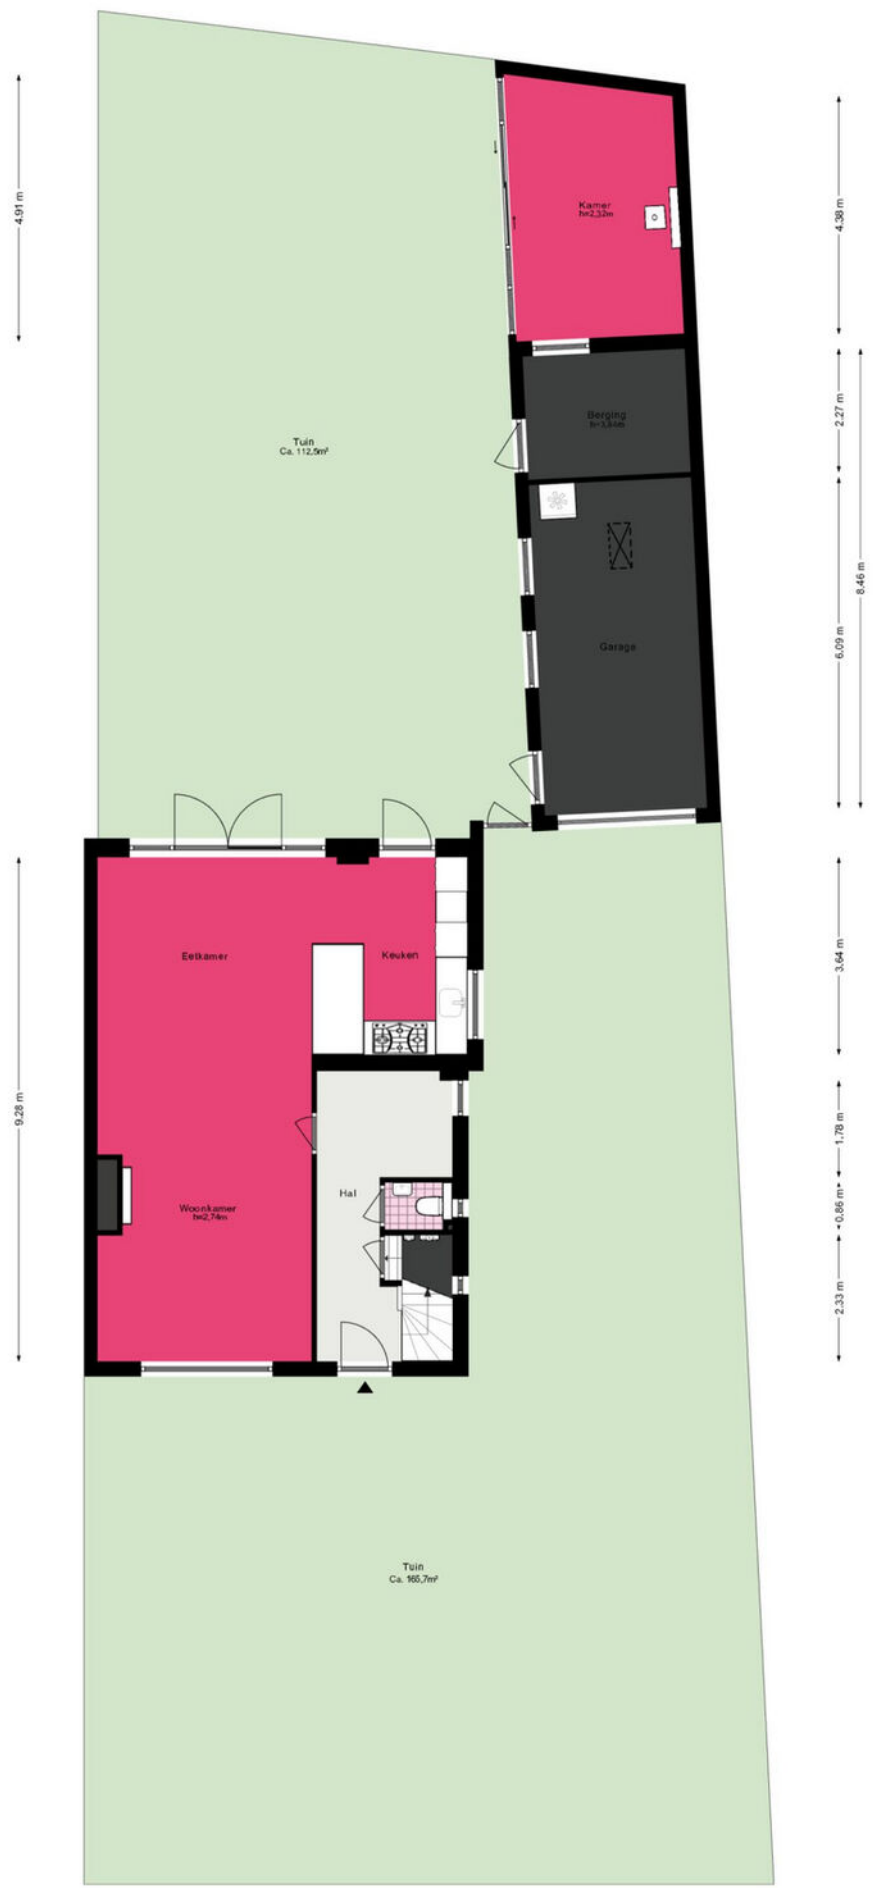 4.91 m
4.38 m
Kamer
h=2,32m
2.27 m
8.46 m
Berging
h=3,84m
Tuin
Ca. 112,5m²
6.09 m
Garage
9.28 m
3.64 m
Eetkamer
Keuken
1.78 m
0.86 m
2.33 m
Hal
Woonkamer
h=2,74m
Tuin
Ca. 165,7m²